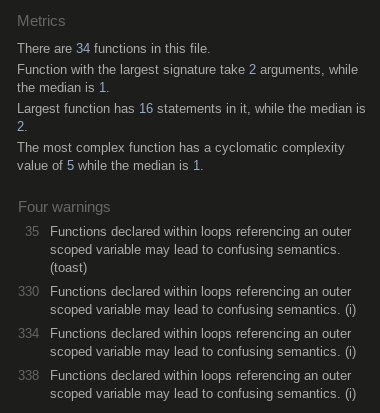 Metrics
There are 34 functions in this file.
Function with the largest signature take 2 arguments, while
the median is 1.
Largest function has 16 statements in it, while the median is
2.
The most complex function has a cyclomatic complexity
value of 5 while the median is 1.
Four warnings
35 Functions declared within loops referencing an outer
scoped variable may lead to confusing semantics.
(toast)
330 Functions declared within loops referencing an outer
scoped variable may lead to confusing semantics. (i)
334 Functions declared within loops referencing an outer
scoped variable may lead to confusing semantics. (i)
338 Functions declared within loops referencing an outer
scoped variable may lead to confusing semantics. (i)